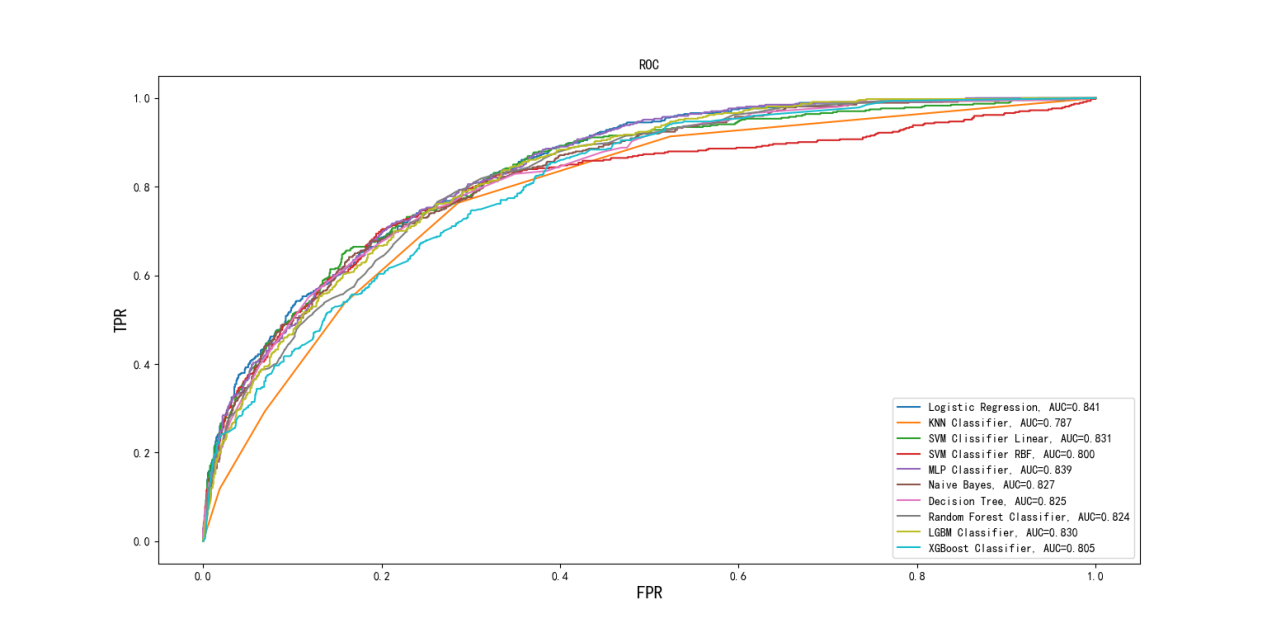 ROC
1.0
0.8
0.6
0.4
0.2
0.0
TPR
Logistic Regression, AUC=0.841
KNN Classifier, AUC=0.787
SVM Clissifier Linear, AUC=0.831
SVM Classifier RBF, AUC=0.800
MLP Classifier, AUC=0.839
Naive Bayes, AUC=0.827
Decision Tree, AUC=0.825
Random Forest Classifier, AUC=0.824
LGBM Classifier, AUC=0.830
XGBoost Classifier, AUC=0.805
0.0 0.2 0.4 0.6 0.8 1.0
FPR